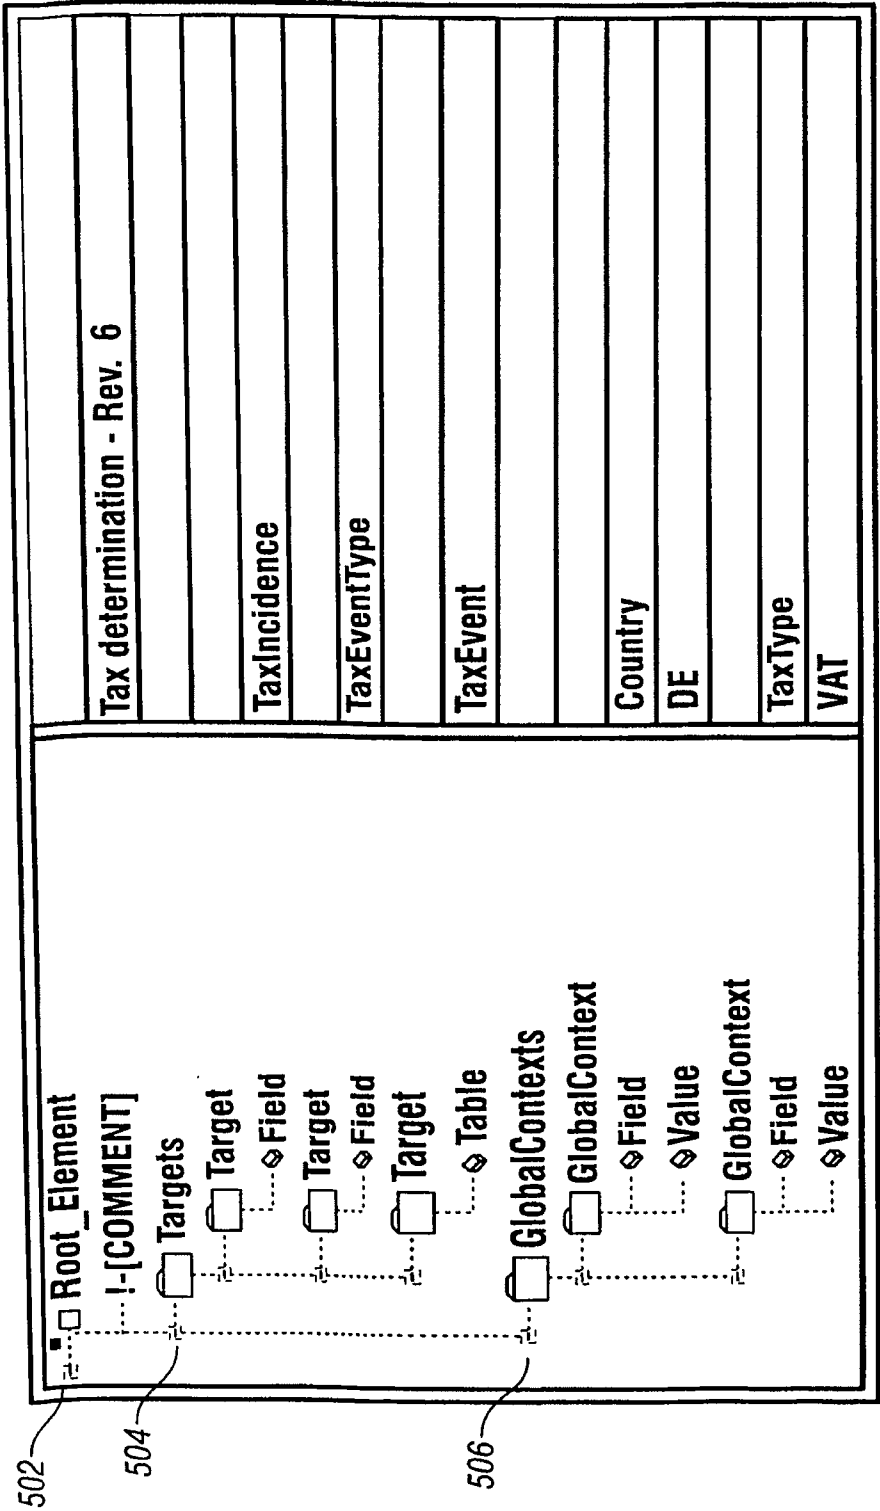 502
Root_Element
!-[COMMENT] Tax determination - Rev. 6
504
Targets
Target
Field TaxIncidence
Target
Field TaxEventType
Target
Table TaxEvent
506
GlobalContexts
GlobalContext
Field Country
Value DE
GlobalContext
Field TaxType
Value VAT